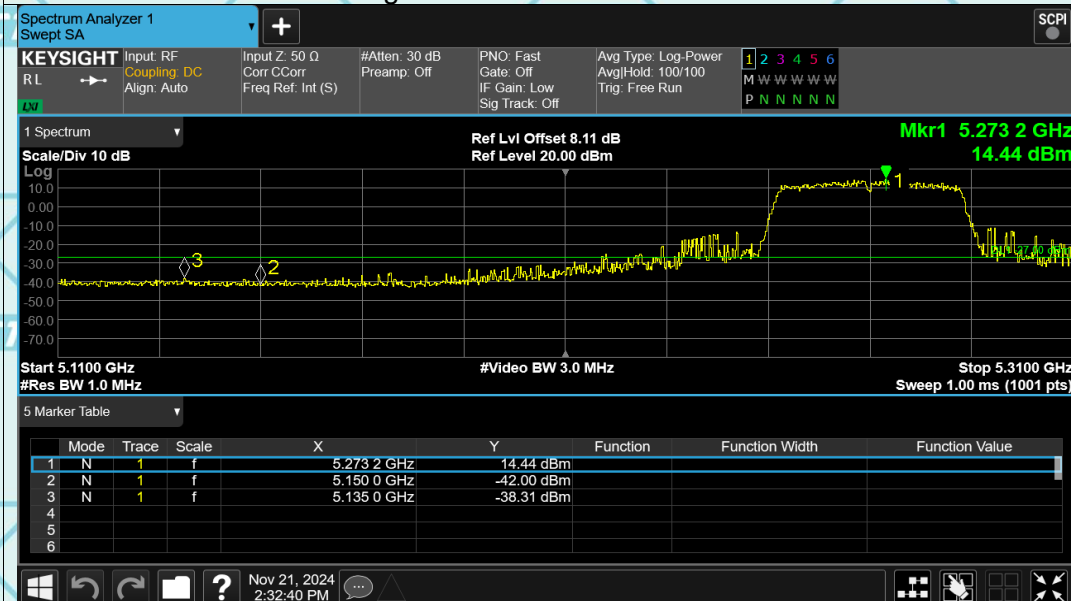 Spectrum Analyzer 1
Swept SA
+
SCPI
KEYSIGHT
R L
LXI
Input: RF
Coupling: DC
Align: Auto
Input Z: 50 Ω
Corr CCorr
Freq Ref: Int (S)
#Atten: 30 dB
Preamp: Off
PNO: Fast
Gate: Off
IF Gain: Low
Sig Track: Off
Avg Type: Log-Power
Avg|Hold: 100/100
Trig: Free Run
1 2 3 4 5 6
M W W W W W
P N N N N N
1 Spectrum
Scale/Div 10 dB
Ref Lvl Offset 8.11 dB
Ref Level 20.00 dBm
Mkr1 5.273 2 GHz
14.44 dBm
Log
10.0
0.00
-10.0
-20.0
-30.0
-40.0
-50.0
-60.0
-70.0
3
2
1
Start 5.1100 GHz
#Video BW 3.0 MHz
Stop 5.3100 GHz
#Res BW 1.0 MHz
Sweep 1.00 ms (1001 pts)
5 Marker Table
Mode Trace Scale X Y Function Function Width Function Value
1 N 1 f 5.273 2 GHz 14.44 dBm
2 N 1 f 5.150 0 GHz -42.00 dBm
3 N 1 f 5.135 0 GHz -38.31 dBm
4
5
6
?
Nov 21, 2024
2:32:40 PM